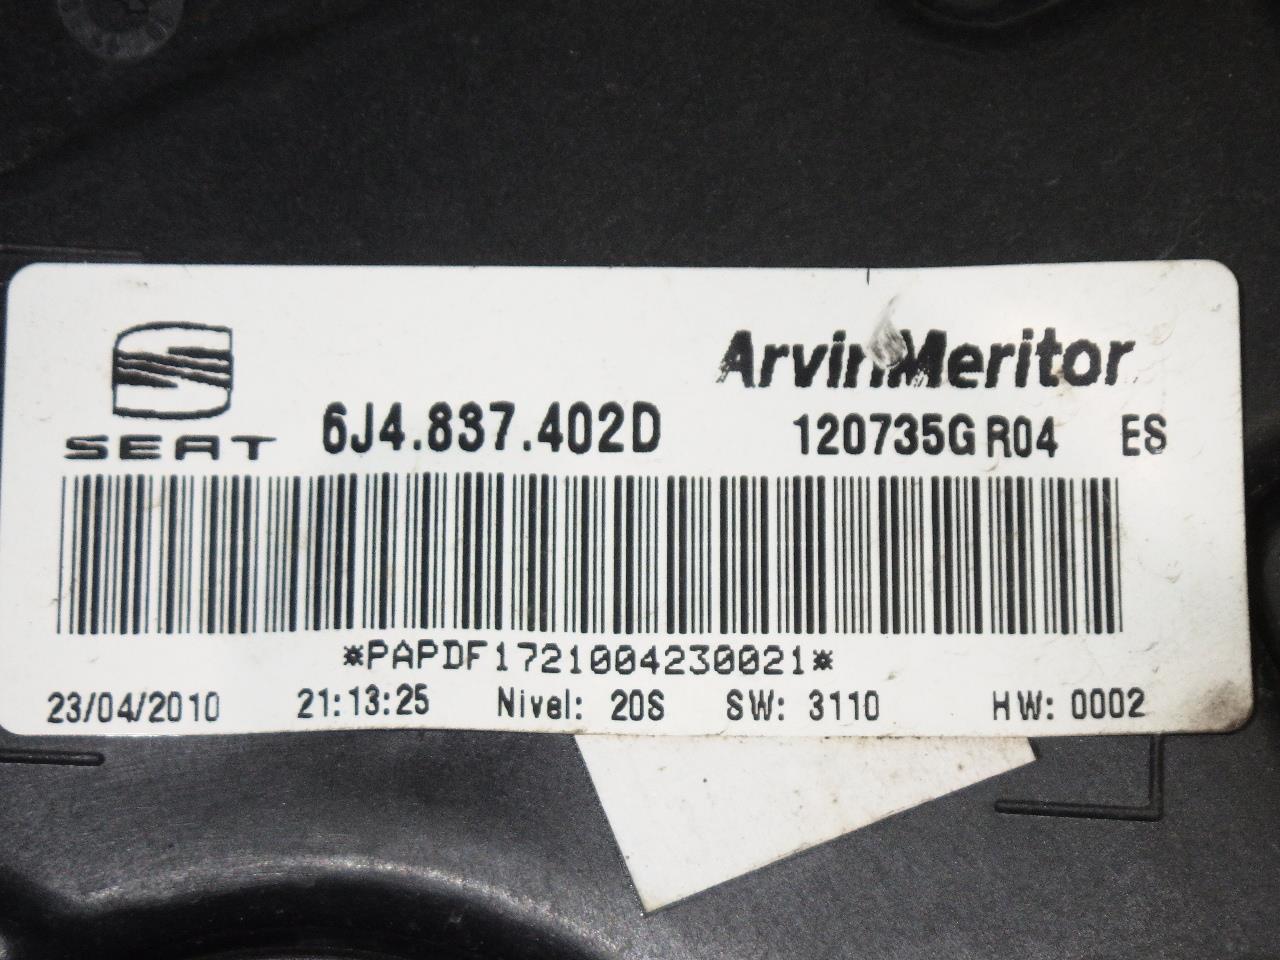 ArvinMeritor
SEAT 6J4.837.402D 120735G R04 ES
*PAPDF1721004230021*
23/04/2010 21:13:25 Nivel: 20S SW: 3110 HW: 0002